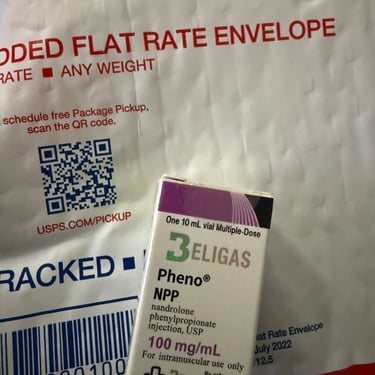 DDED FLAT RATE ENVELOPE
RATE ■ ANY WEIGHT
schedule free Package Pickup,
scan the QR code.
USPS.COM/PICKUP
RACKED ■
One 10 mL vial Multiple-Dose
BELIGAS
Pheno®
NPP
nandrolone
phenylpropionate
injection, USP
100 mg/mL
For intramuscular use only
at Rate Envelope
July 2022
12.5